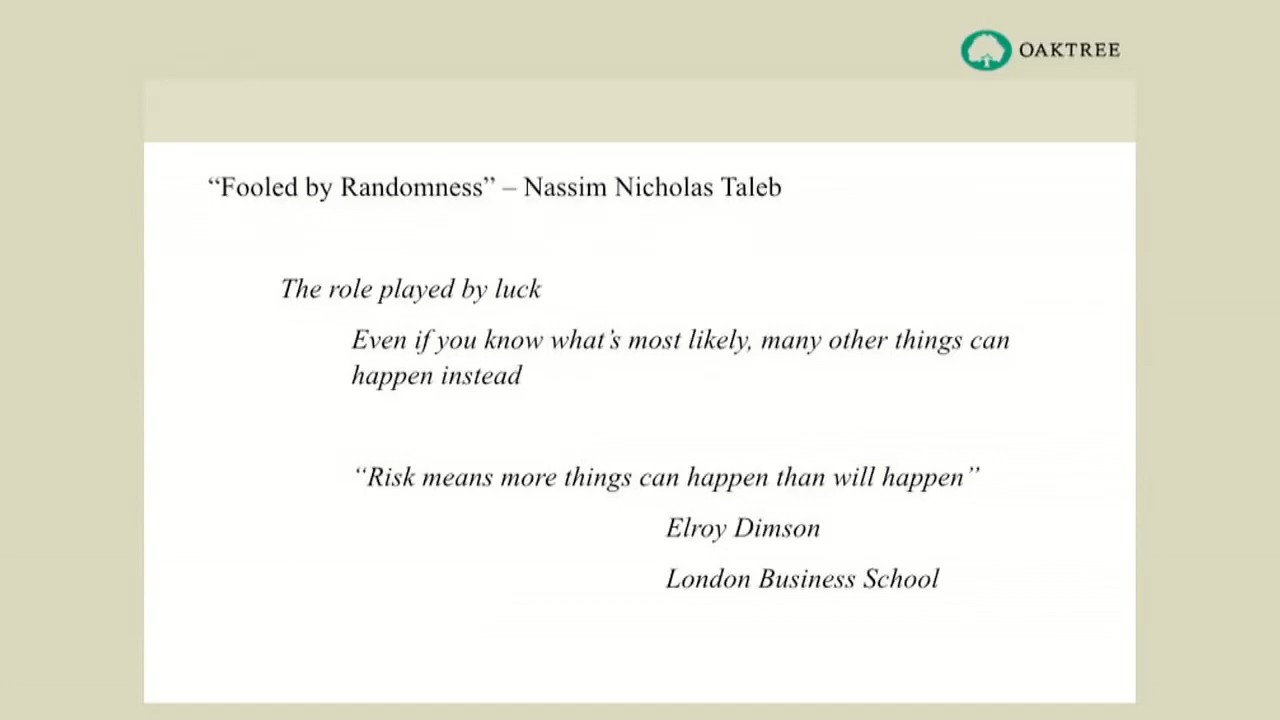 OAKTREE
“Fooled by Randomness” – Nassim Nicholas Taleb
The role played by luck
Even if you know what’s most likely, many other things can
happen instead
“Risk means more things can happen than will happen”
Elroy Dimson
London Business School